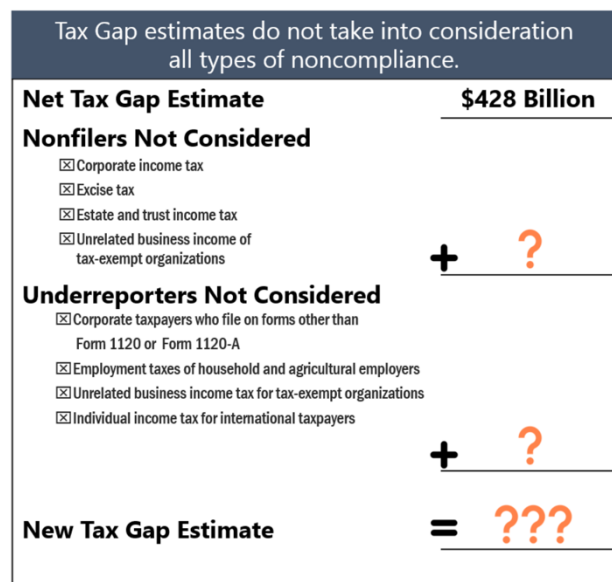 Tax Gap estimates do not take into consideration
all types of noncompliance.
Net Tax Gap Estimate $428 Billion
Nonfilers Not Considered
☒ Corporate income tax
☒ Excise tax
☒ Estate and trust income tax
☒ Unrelated business income of
tax-exempt organizations
+ ?
Underreporters Not Considered
☒ Corporate taxpayers who file on forms other than
Form 1120 or Form 1120-A
☒ Employment taxes of household and agricultural employers
☒ Unrelated business income tax for tax-exempt organizations
☒ Individual income tax for international taxpayers
+ ?
New Tax Gap Estimate = ???